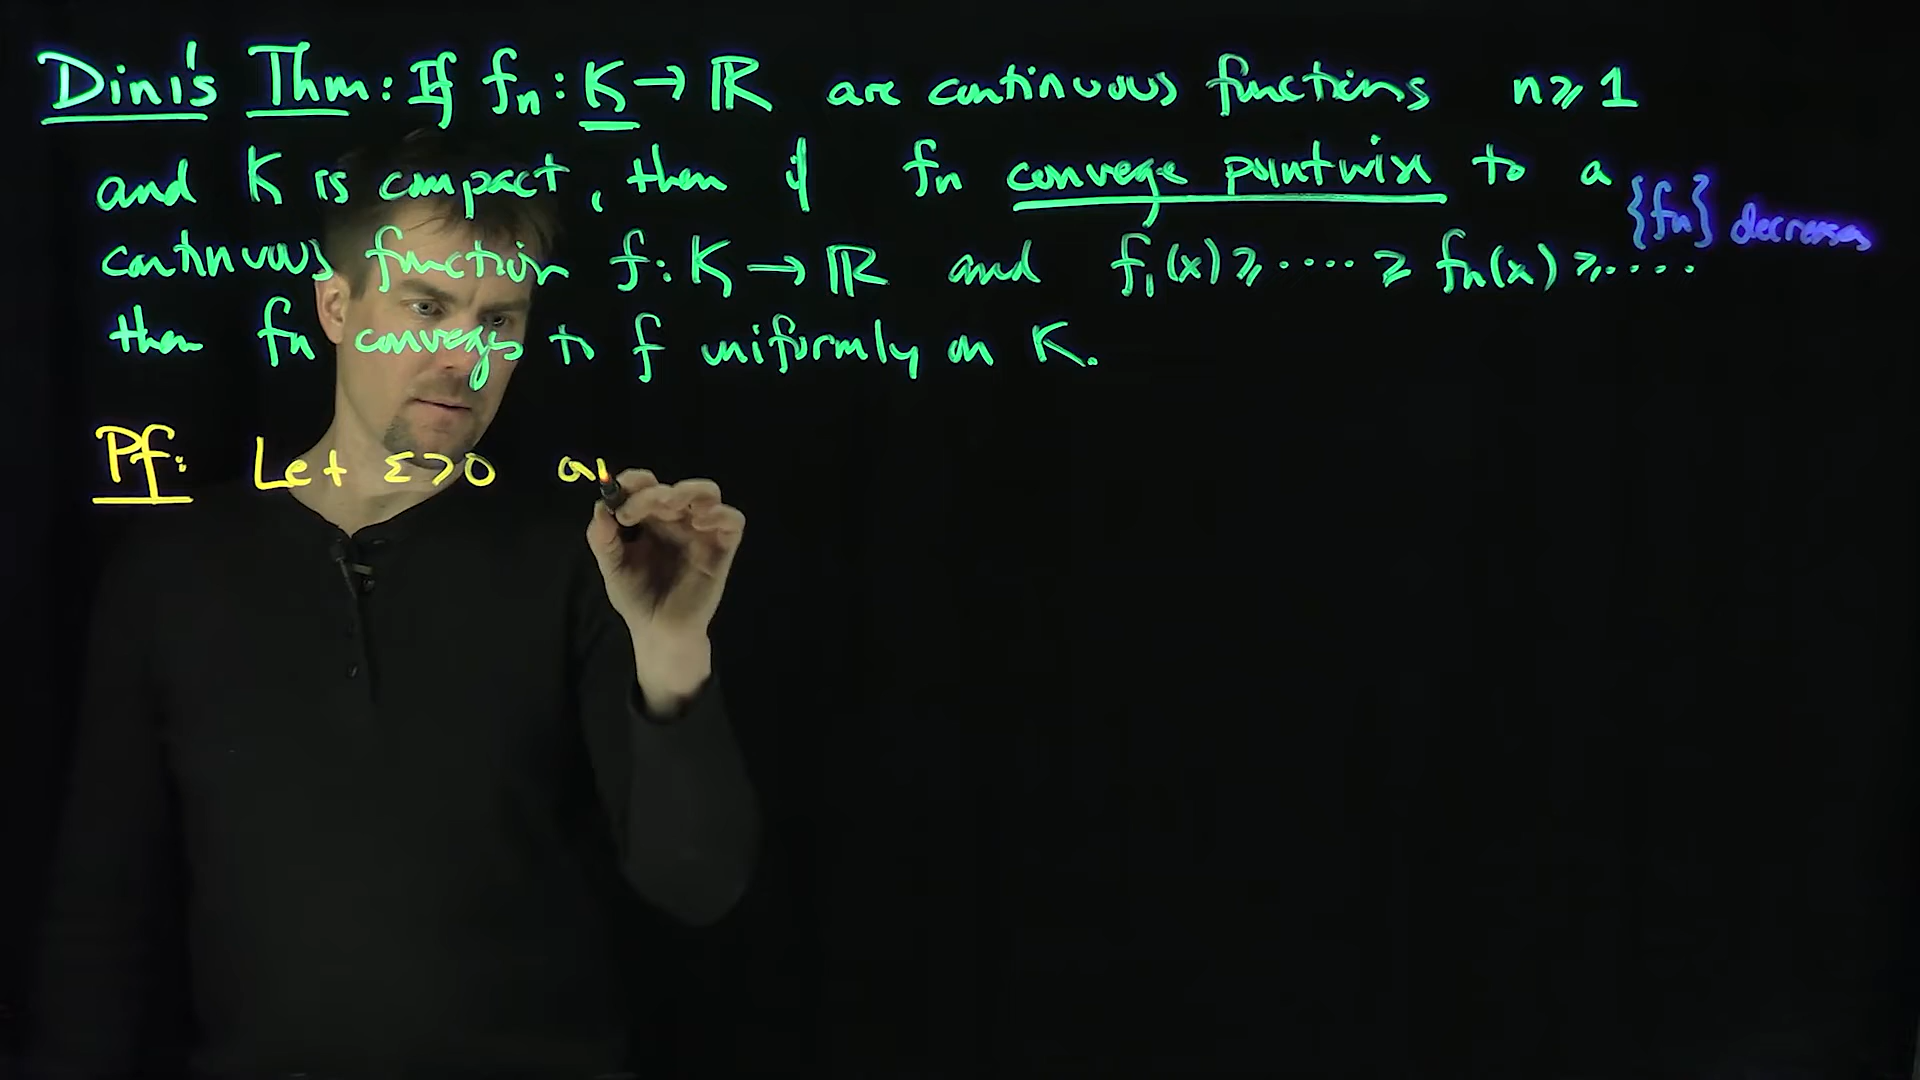 Dini's Thm: If fn: K → ℝ are continuous functions n ≥ 1
and K is compact, then if fn converge pointwise to a
{fn} decreases
continuous function f: K → ℝ and f₁(x) ≥ ····· ≥ fn(x) ≥ ····
then fn converges to f uniformly on K.
Pf: Let ε>0 an